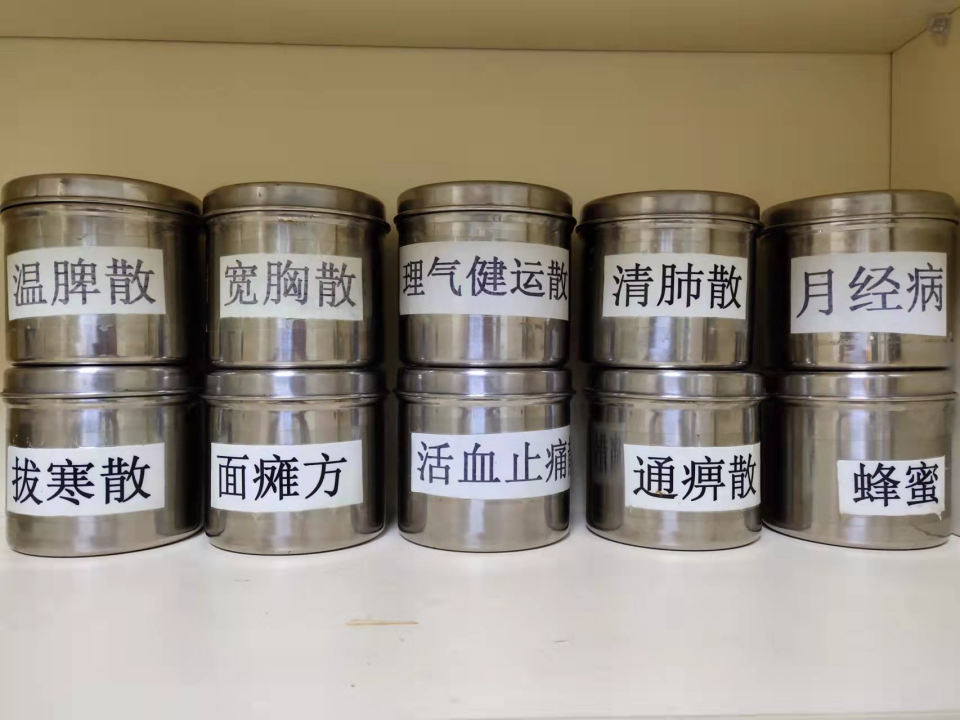 温脾散
宽胸散
理气健运散
清肺散
月经病
拔寒散
面瘫方
活血止痛
通痹散
蜂蜜